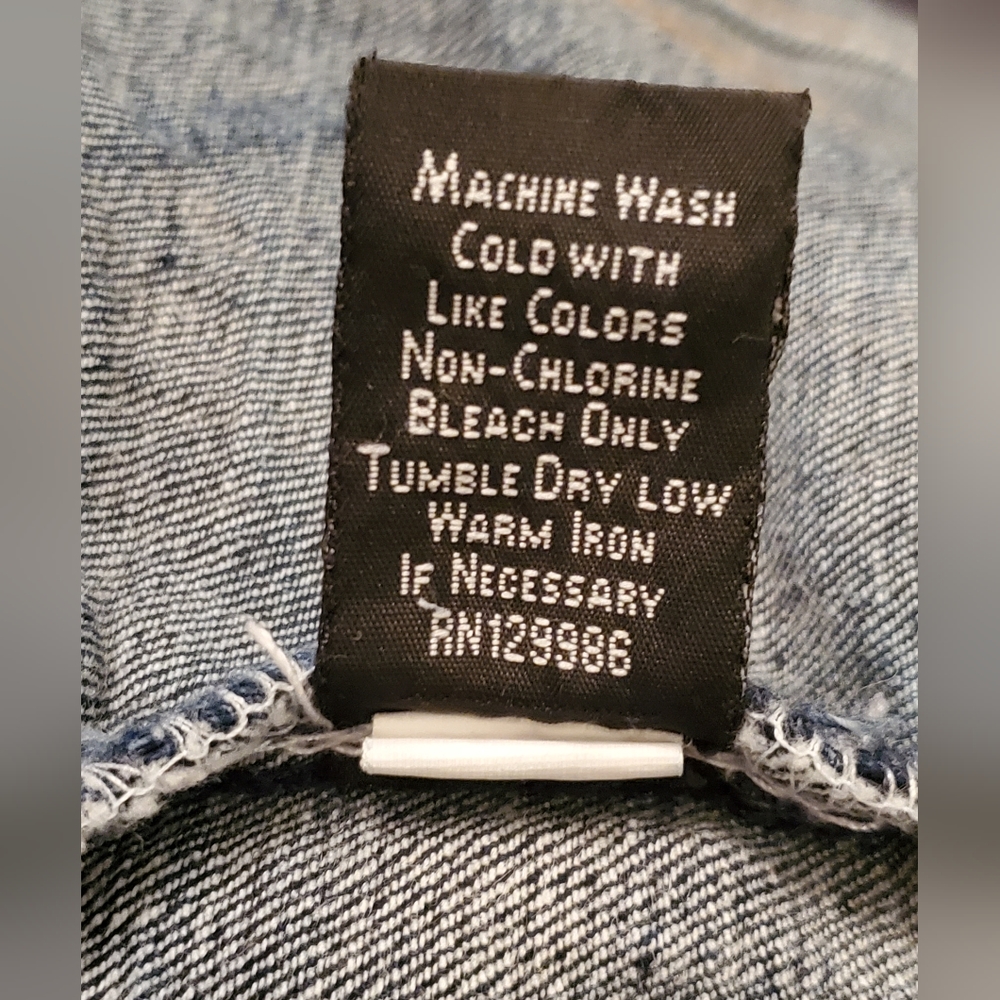 Machine Wash
Cold with
Like Colors
Non-Chlorine
Bleach Only
Tumble Dry Low
Warm Iron
If Necessary
RN129986